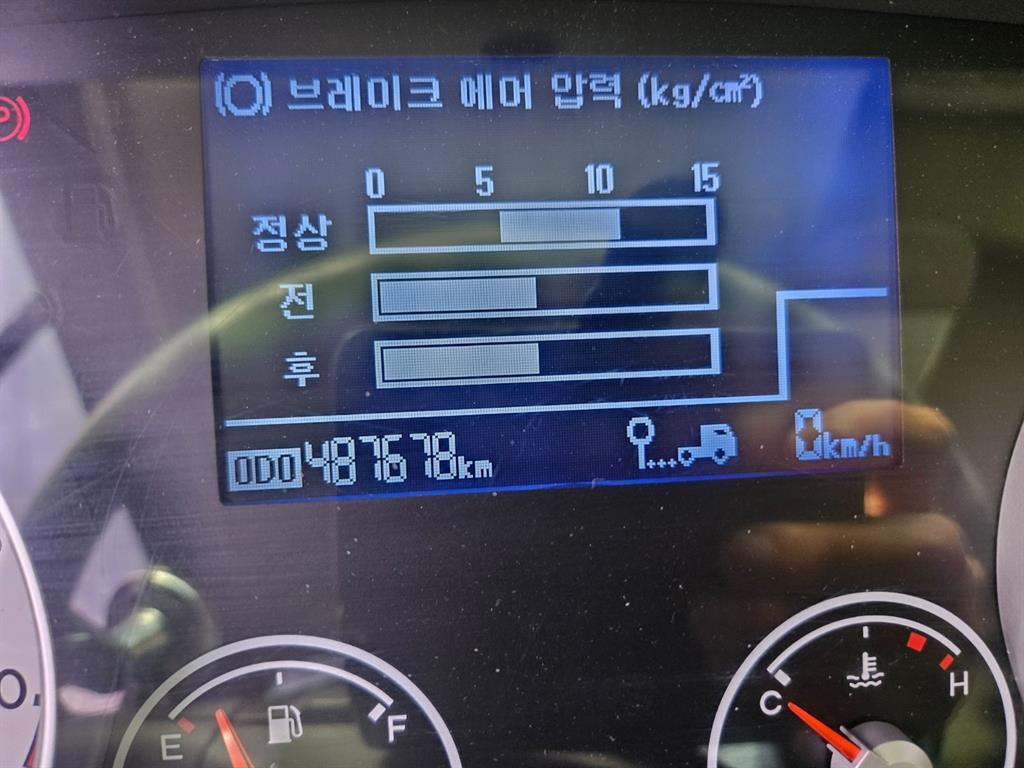 브레이크 에어 압력 (kg/cm²)
0 5 10 15
정상
전
후
ODO 487678km
0km/h
E F
C H